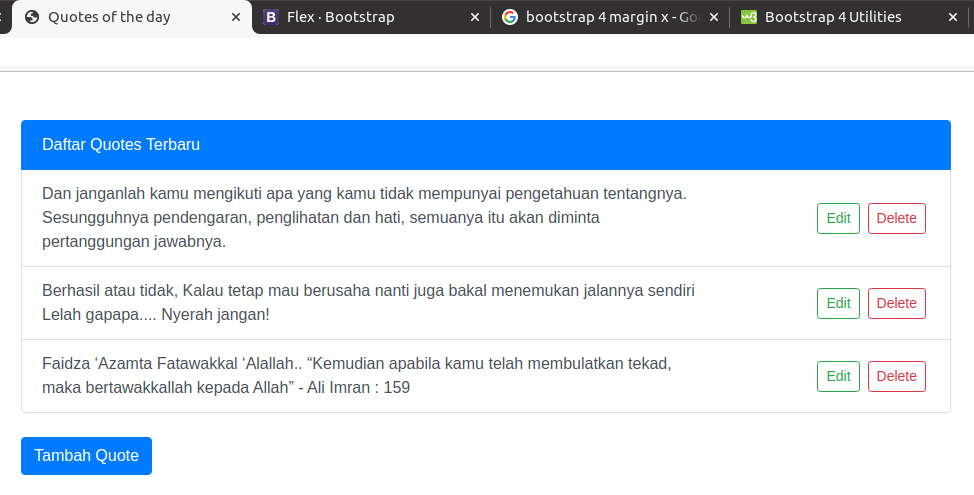 Quotes of the day
Flex · Bootstrap
bootstrap 4 margin x - Go
Bootstrap 4 Utilities
Daftar Quotes Terbaru
Dan janganlah kamu mengikuti apa yang kamu tidak mempunyai pengetahuan tentangnya.
Sesungguhnya pendengaran, penglihatan dan hati, semuanya itu akan diminta
pertanggungan jawabnya.
Edit
Delete
Berhasil atau tidak, Kalau tetap mau berusaha nanti juga bakal menemukan jalannya sendiri
Lelah gapapa.... Nyerah jangan!
Edit
Delete
Faidza ‘Azamta Fatawakkal ‘Alallah.. “Kemudian apabila kamu telah membulatkan tekad,
maka bertawakkallah kepada Allah” - Ali Imran : 159
Edit
Delete
Tambah Quote